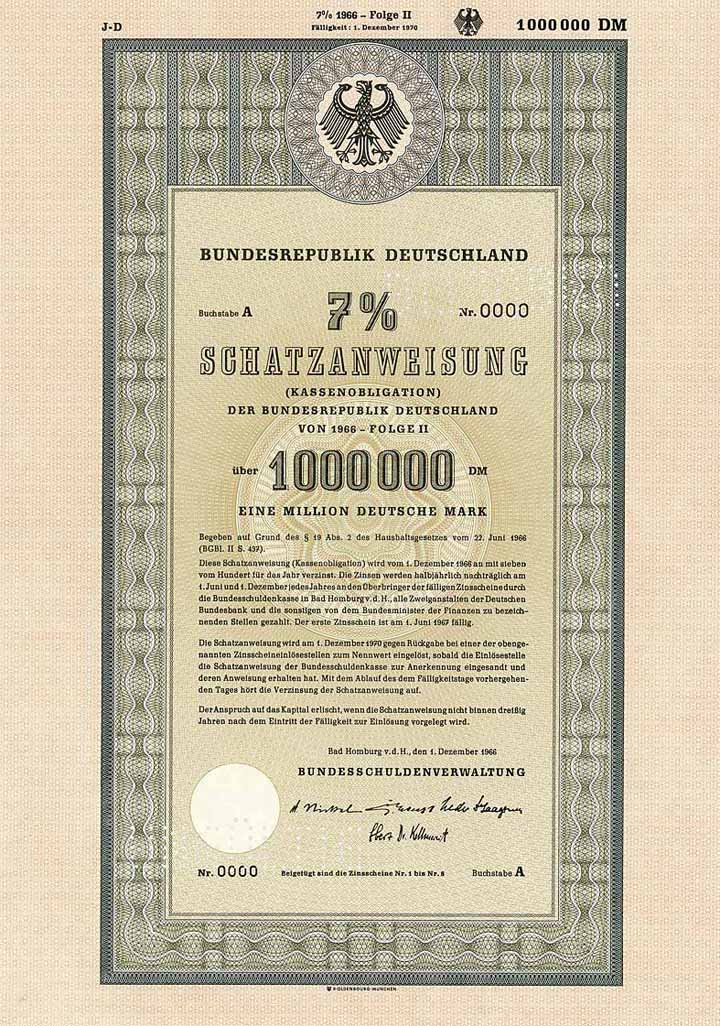 7% 1966 – Folge II
J-D
Fälligkeit: 1. Dezember 1970
1000000 DM
BUNDESREPUBLIK DEUTSCHLAND
Buchstabe A
7%
Nr. 0000
SCHATZANWEISUNG
(KASSENOBLIGATION)
DER BUNDESREPUBLIK DEUTSCHLAND
VON 1966 – FOLGE II
über 1000000 DM
EINE MILLION DEUTSCHE MARK
Begeben auf Grund des § 19 Abs. 2 des Haushaltsgesetzes vom 22. Juni 1966
(BGBl. II S. 437).
Diese Schatzanweisung (Kassenobligation) wird vom 1. Dezember 1966 an mit sieben
vom Hundert für das Jahr verzinst. Die Zinsen werden halbjährlich nachträglich am
1. Juni und 1. Dezember jedes Jahres an den Überbringer der fälligen Zinsscheine durch
die Bundesschuldenkasse in Bad Homburg v. d. H., alle Zweiganstalten der Deutschen
Bundesbank und die sonstigen von dem Bundesminister der Finanzen zu bezeich-
nenden Stellen gezahlt. Der erste Zinsschein ist am 1. Juni 1967 fällig.
Die Schatzanweisung wird am 1. Dezember 1970 gegen Rückgabe bei einer der obenge-
nannten Zinsscheineinlösestellen zum Nennwert eingelöst, sobald die Einlösestelle
die Schatzanweisung der Bundesschuldenkasse zur Anerkennung eingesandt und
deren Anweisung erhalten hat. Mit dem Ablauf des dem Fälligkeitstage vorhergehen-
den Tages hört die Verzinsung der Schatzanweisung auf.
Der Anspruch auf das Kapital erlischt, wenn die Schatzanweisung nicht binnen dreißig
Jahren nach dem Eintritt der Fälligkeit zur Einlösung vorgelegt wird.
Bad Homburg v. d. H., den 1. Dezember 1966
BUNDESSCHULDENVERWALTUNG
Nr. 0000
Beigefügt sind die Zinsscheine Nr. 1 bis Nr. 8
Buchstabe A
R·OLDENBOURG·MÜNCHEN